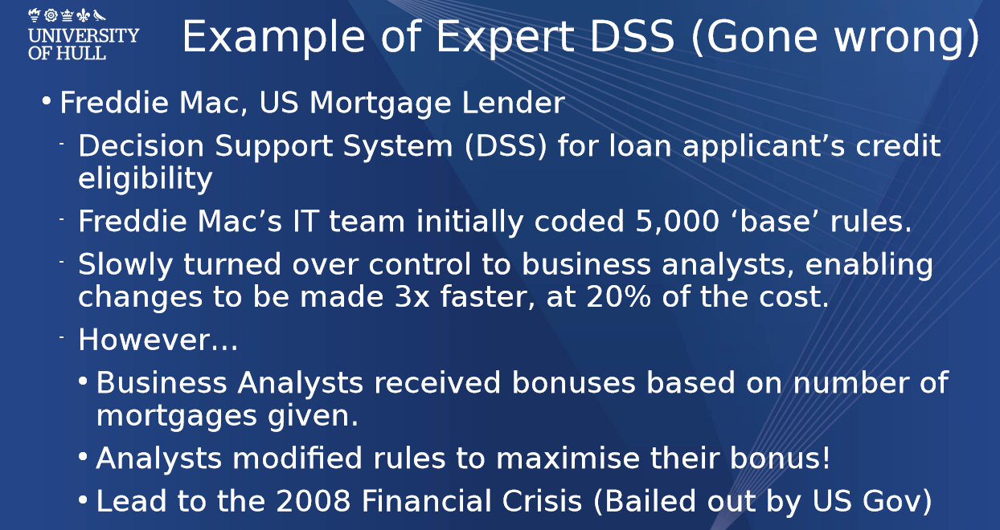 UNIVERSITY
OF HULL
Example of Expert DSS (Gone wrong)
• Freddie Mac, US Mortgage Lender
- Decision Support System (DSS) for loan applicant’s credit
eligibility
- Freddie Mac’s IT team initially coded 5,000 ‘base’ rules.
- Slowly turned over control to business analysts, enabling
changes to be made 3x faster, at 20% of the cost.
- However…
• Business Analysts received bonuses based on number of
mortgages given.
• Analysts modified rules to maximise their bonus!
• Lead to the 2008 Financial Crisis (Bailed out by US Gov)